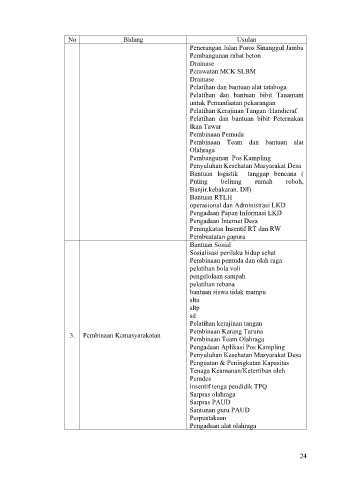 No Bidang Usulan
Penerangan Jalan Poros Sinanggul Jambu
Pembangunan rabat beton
Drainase
Perawatan MCK SLBM
Drainase
Pelatihan dan bantuan alat tataboga
Pelatihan dan bantuan bibit Tanamam
untuk Pemanfaatan pekarangan
Pelatihan Kerajinan Tangan /Handicraf
Pelatihan dan bantuan bibit Peternakan
Ikan Tawar
Pembinaan Pemuda
Pembinaan Team dan bantuan alat
Olahraga
Pembangunan Pos Kampling
Penyuluhan Kesehatan Masyarakat Desa
Bantuan logistik tanggap bencana (
Puting beliung rumah roboh,
Banjir,kebakaran, Dll)
Bantuan RTLH
operasional dan Administrasi LKD
Pengadaan Papan Informasi LKD
Pengadaan Internet Desa
Peningkatan Insentif RT dan RW
Pembuatatan gapura
Bantuan Sosial
Sosialisasi perilaku hidup sehat
Pembinaan pemuda dan olah raga
pelatihan bola voli
pengelolaan sampah
pelatihan rebana
bantuan siswa tidak mampu
slta
sltp
sd
Pelatihan kerajinan tangan
Pembinaan Karang Taruna
3. Pembinaan Kemasyarakatan
Pembinaan Team Olahraga
Pengadaan Aplikasi Pos Kampling
Penyuluhan Kesehatan Masyarakat Desa
Penguatan & Peningkatan Kapasitas
Tenaga Keamanan/Ketertiban oleh
Pemdes
insentif tenga pendidik TPQ
Sarpras olahraga
Sarpras PAUD
Santunan guru PAUD
Perpustakaan
Pengadaan alat olahraga
24